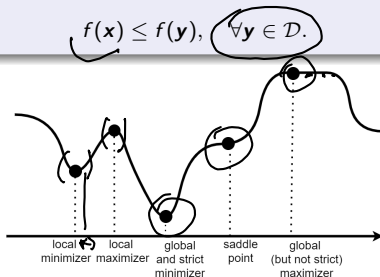 f(x) ≤ f(y), ∀y ∈ D.
local minimizer
local maximizer
global and strict minimizer
saddle point
global (but not strict) maximizer